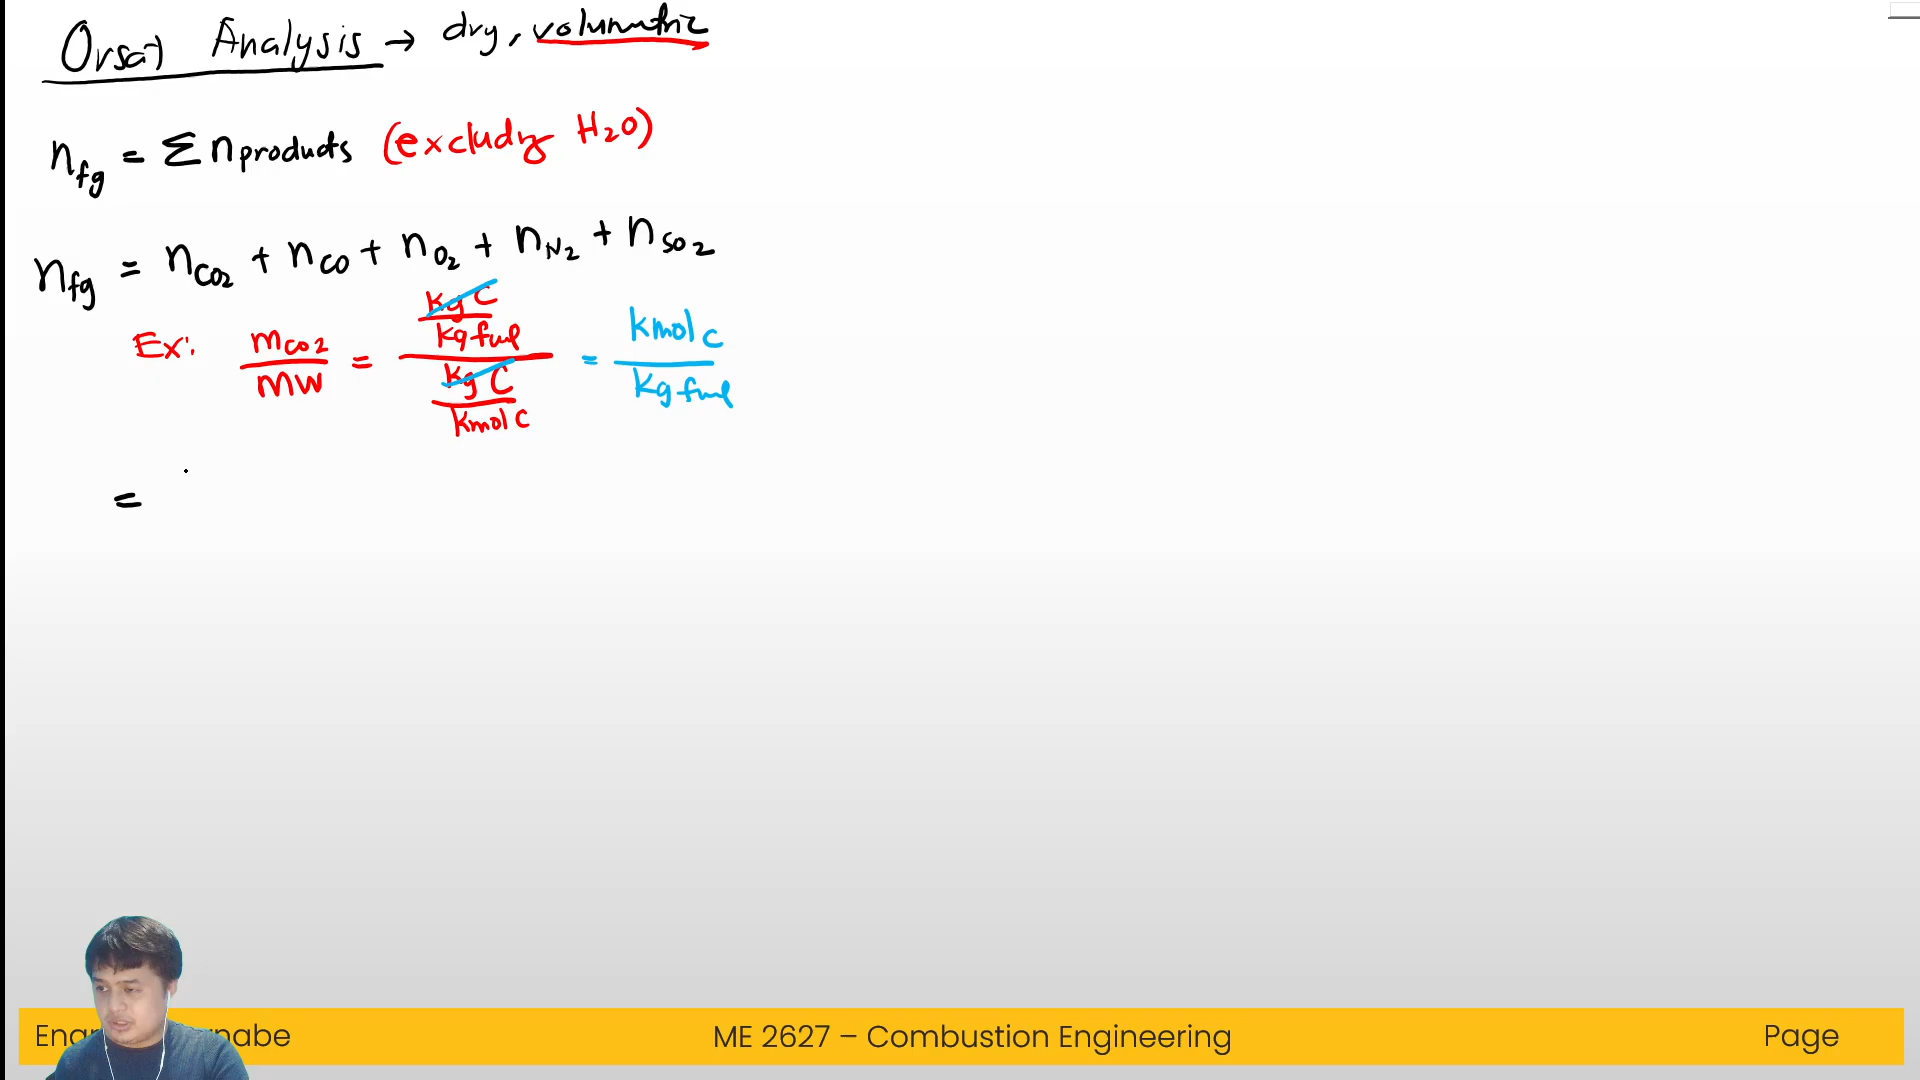 Orsat Analysis → dry, volumetric
n_fg = Σ n products (excluding H₂O)
n_fg = n_CO₂ + n_CO + n_O₂ + n_N₂ + n_SO₂
Ex: m_CO₂ / MW = (kg C / kg fuel) / (kg C / kmol C) = kmol C / kg fuel
=
ME 2627 – Combustion Engineering
Page